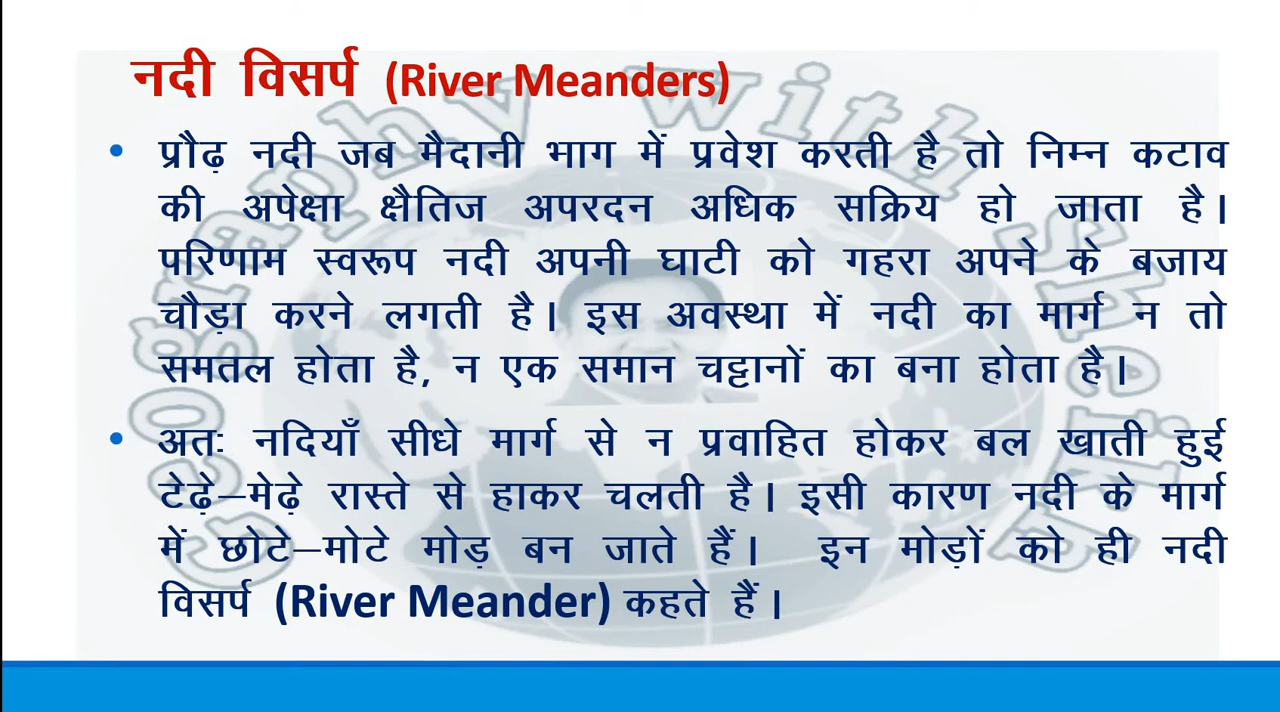 नदी विसर्प (River Meanders)
• प्रौढ़ नदी जब मैदानी भाग में प्रवेश करती है तो निम्न कटाव
की अपेक्षा क्षैतिज अपरदन अधिक सक्रिय हो जाता है।
परिणाम स्वरूप नदी अपनी घाटी को गहरा अपने के बजाय
चौड़ा करने लगती है। इस अवस्था में नदी का मार्ग न तो
समतल होता है, न एक समान चट्टानों का बना होता है।
• अतः नदियाँ सीधे मार्ग से न प्रवाहित होकर बल खाती हुई
टेढ़े–मेढ़े रास्ते से हाकर चलती है। इसी कारण नदी के मार्ग
में छोटे–मोटे मोड़ बन जाते हैं। इन मोड़ों को ही नदी
विसर्प (River Meander) कहते हैं।